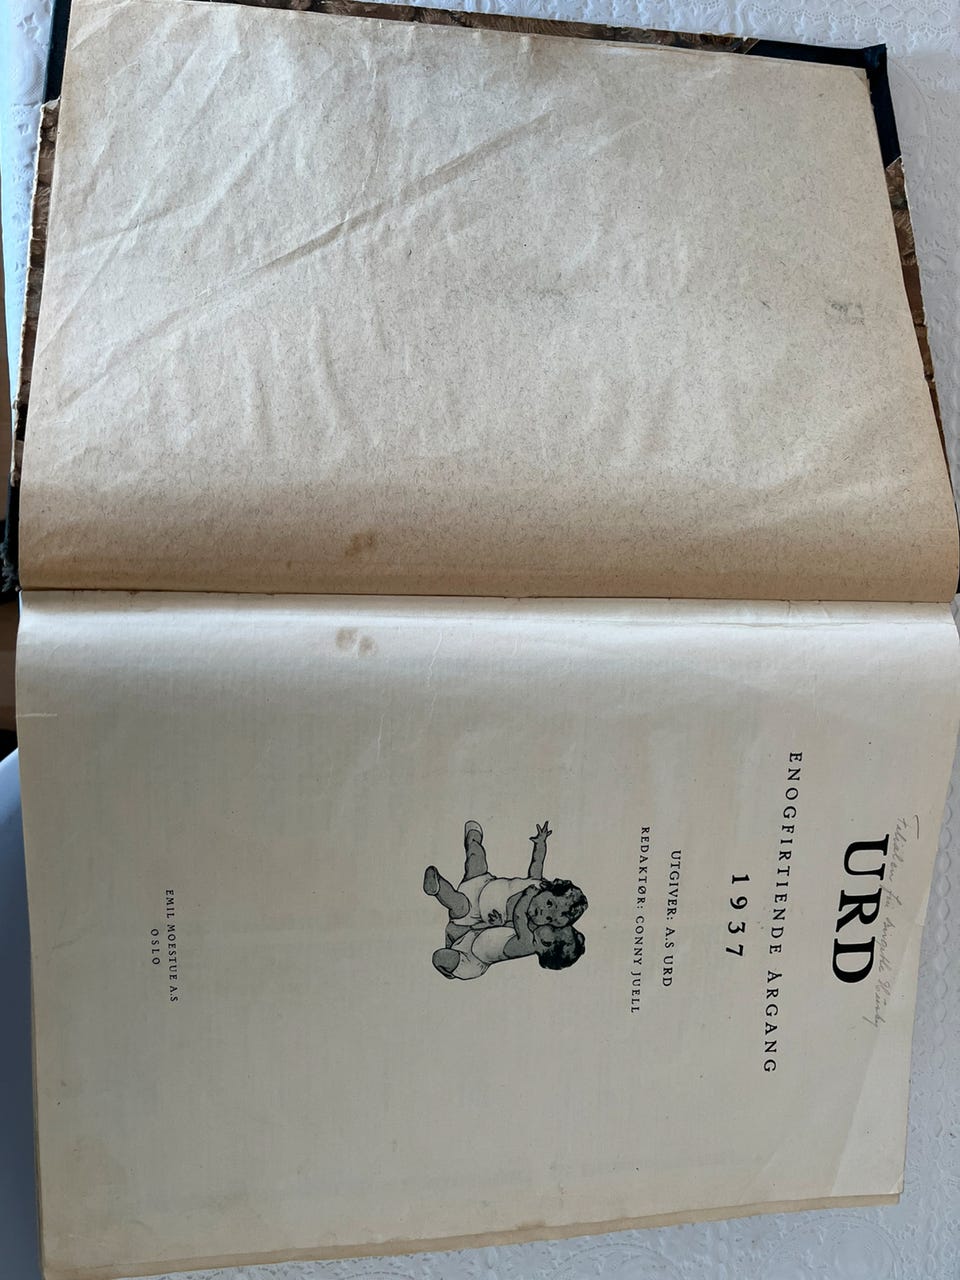 URD
ENOGFIRTIENDE ÅRGANG
1937
UTGIVER: A.S URD
REDAKTØR: CONNY JUELL
EMIL MOESTUE A.S
OSLO